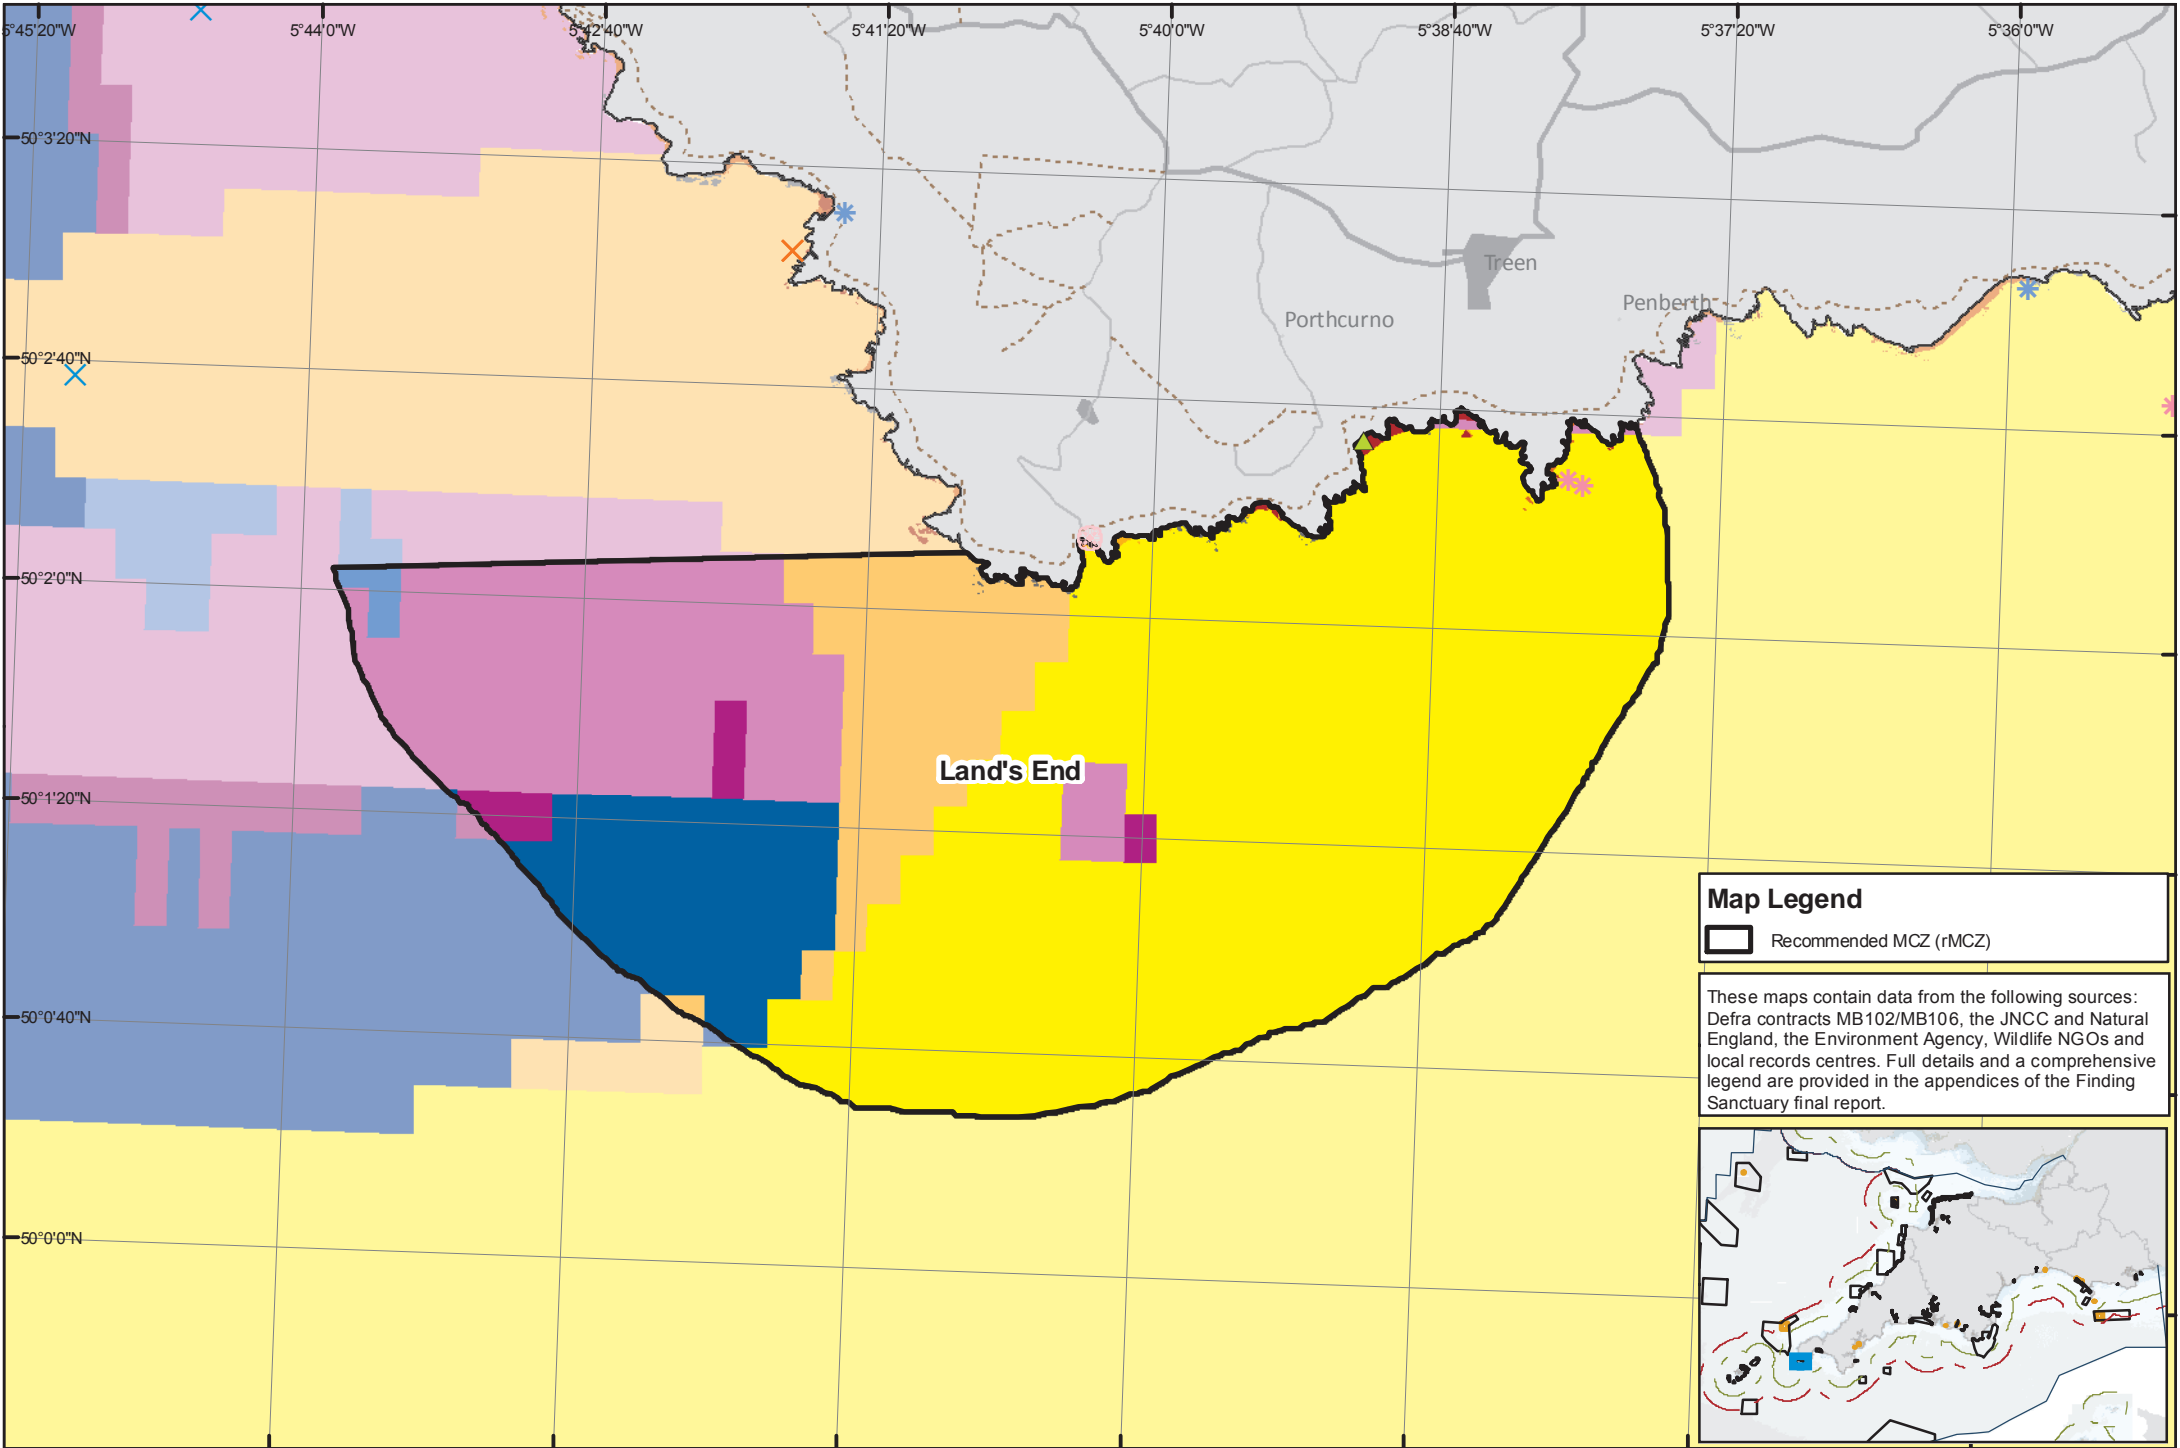 5°45'20"W 5°44'0"W 5°42'40"W 5°41'20"W 5°40'0"W 5°38'40"W 5°37'20"W 5°36'0"W
50°3'20"N
Treen
Penberth
Porthcurno
50°2'40"N
50°2'0"N
Land's End
50°1'20"N
50°0'40"N
50°0'0"N
Map Legend
Recommended MCZ (rMCZ)
These maps contain data from the following sources:
Defra contracts MB102/MB106, the JNCC and Natural
England, the Environment Agency, Wildlife NGOs and
local records centres. Full details and a comprehensive
legend are provided in the appendices of the Finding
Sanctuary final report.